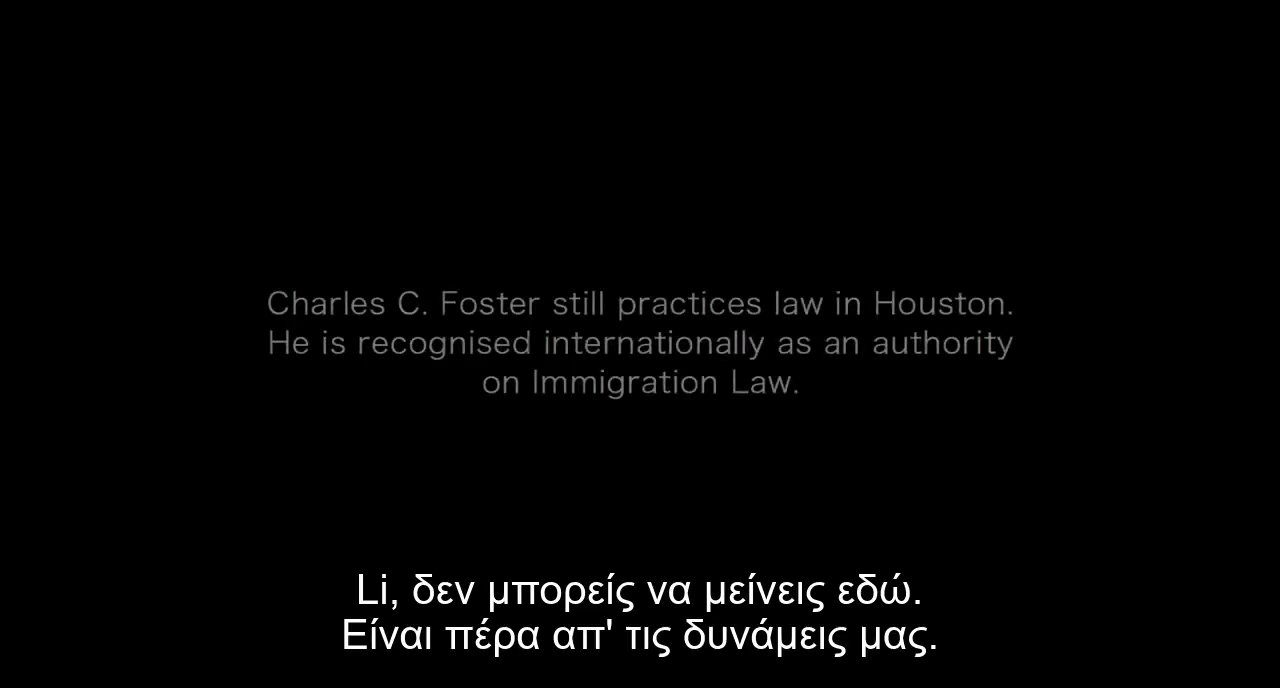 Charles C. Foster still practices law in Houston.
He is recognised internationally as an authority
on Immigration Law.
Li, δεν μπορείς να μείνεις εδώ.
Είναι πέρα απ' τις δυνάμεις μας.